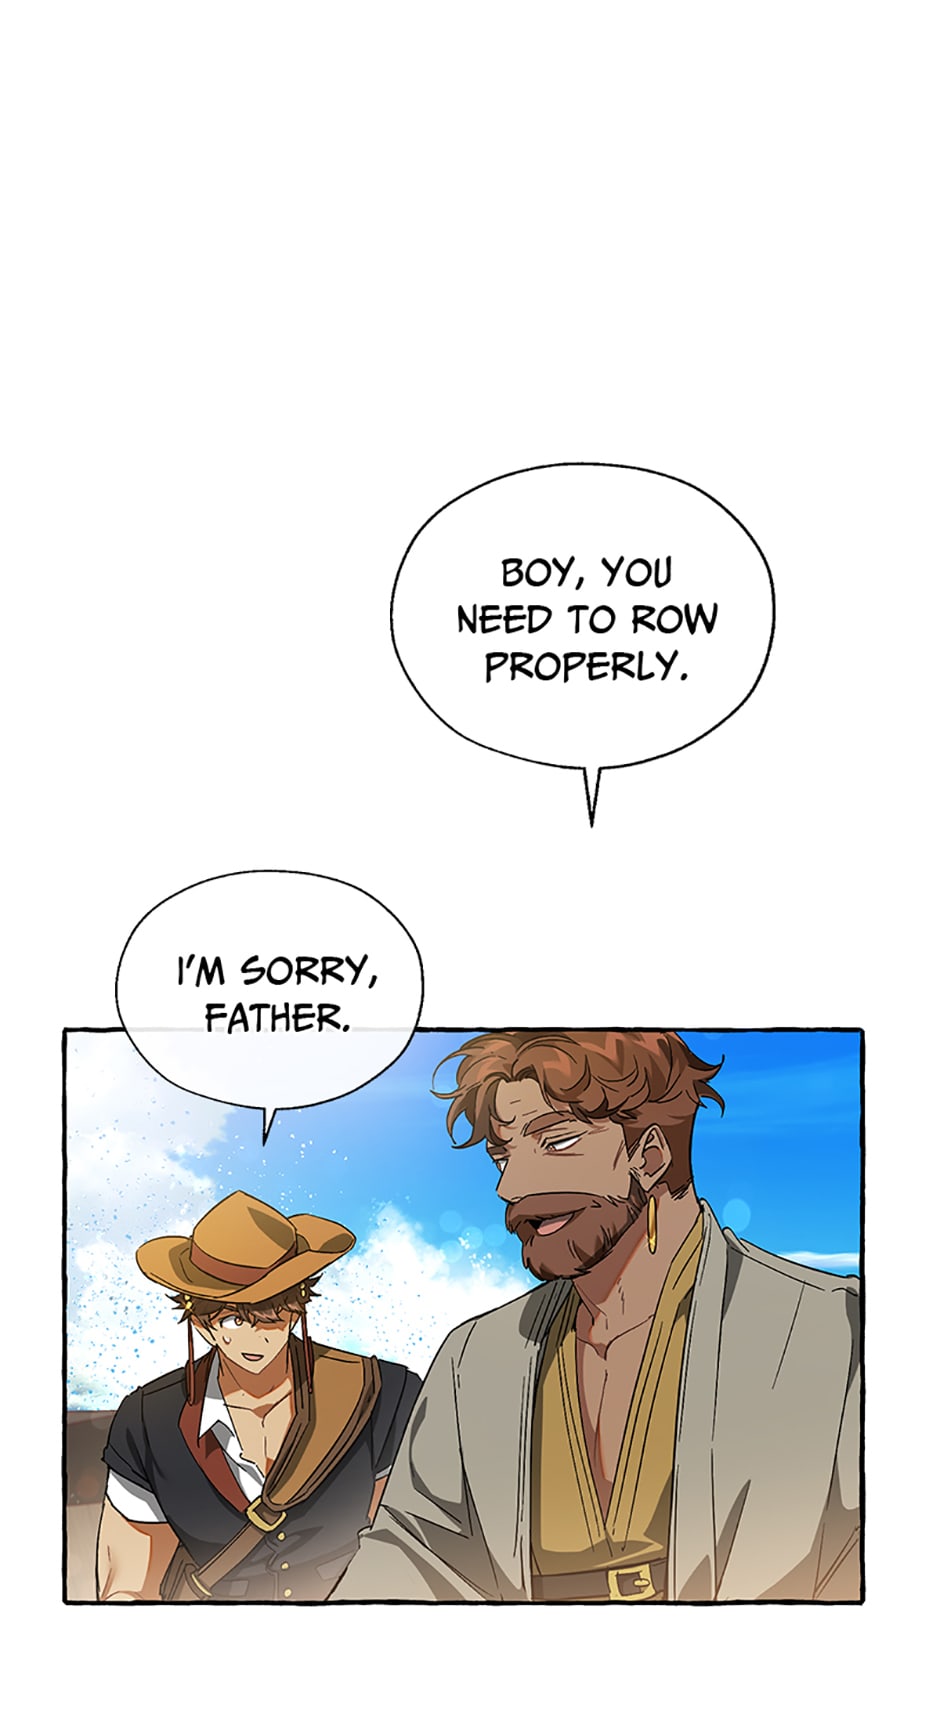 BOY, YOU
NEED TO ROW
PROPERLY.
I'M SORRY,
FATHER.